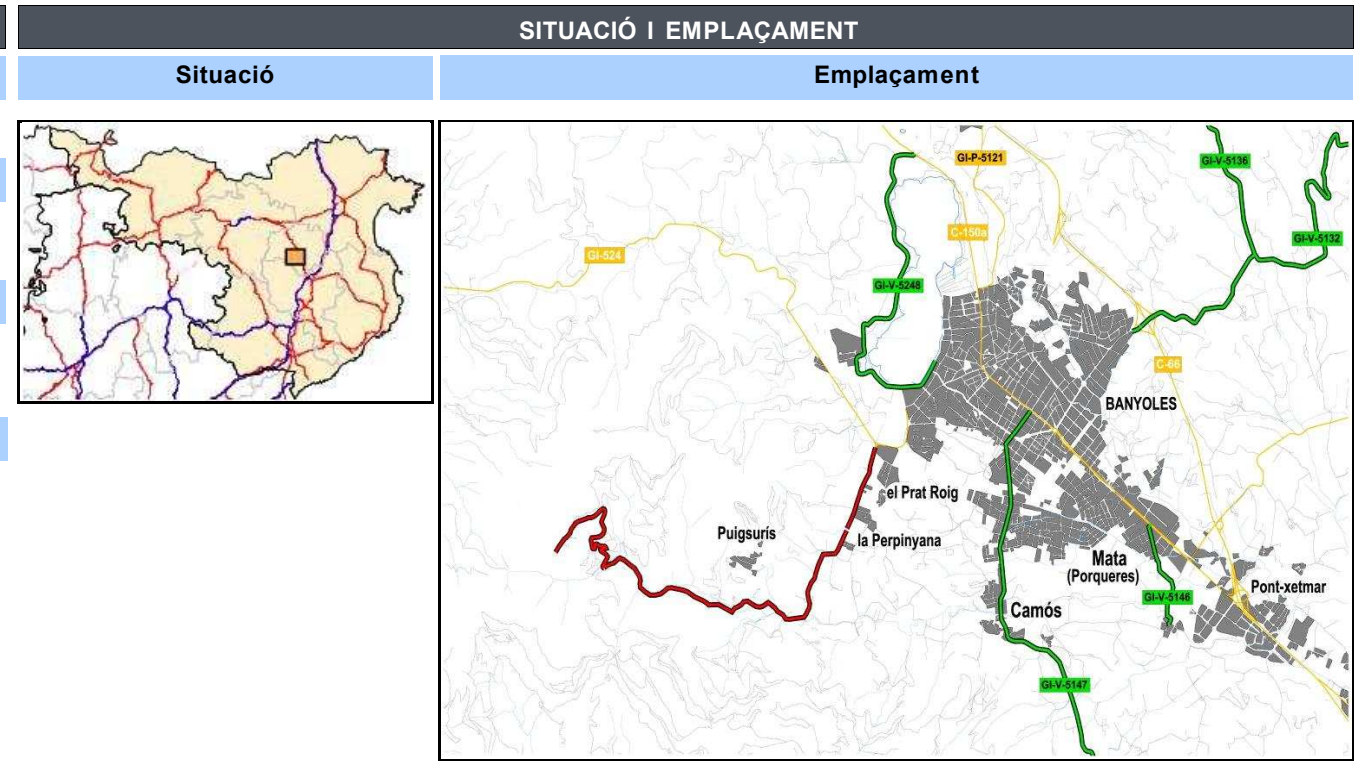 SITUACIÓ I EMPLAÇAMENT
Situació
Emplaçament
GI-P-5121
GI-V-5136
C-150a
GI-V-5132
GI-524
GI-V-5248
C-66
BANYOLES
el Prat Roig
Puigsurís
la Perpinyana
Mata
(Porqueres)
Pont-xetmar
GI-V-5146
Camós
GI-V-5147